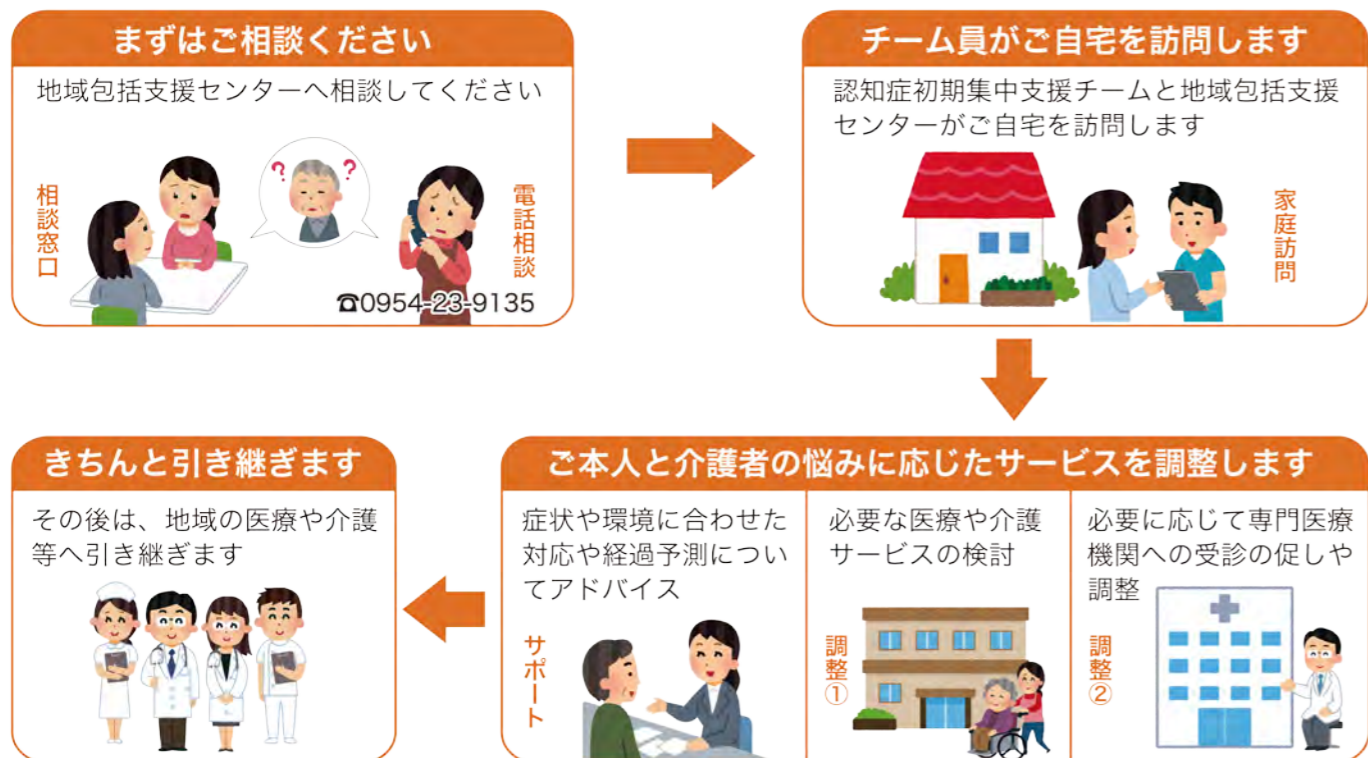 まずはご相談ください
地域包括支援センターへ相談してください
相談窓口
? ?
電話相談
☎0954-23-9135
チーム員がご自宅を訪問します
認知症初期集中支援チームと地域包括支援
センターがご自宅を訪問します
家庭訪問
ご本人と介護者の悩みに応じたサービスを調整します
症状や環境に合わせた
対応や経過予測につい
てアドバイス
サポート
必要な医療や介護
サービスの検討
調整①
必要に応じて専門医療
機関への受診の促しや
調整
調整②
きちんと引き継ぎます
その後は、地域の医療や介護
等へ引き継ぎます